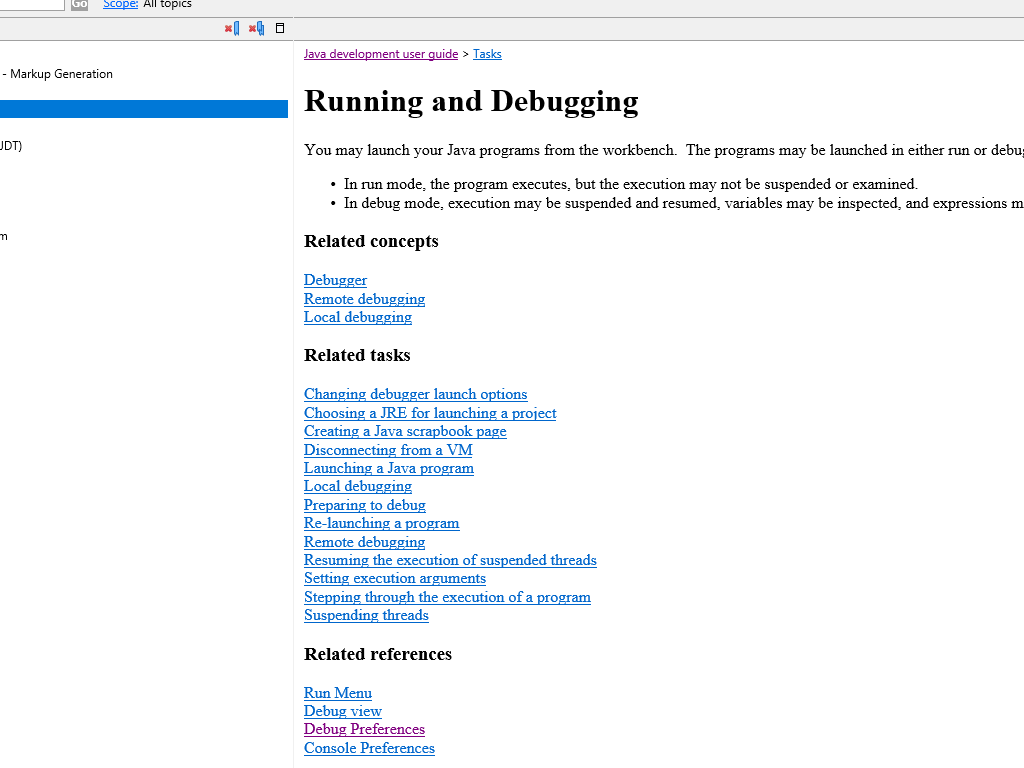 Go Scope: All topics
- Markup Generation
JDT)
m
Java development user guide > Tasks
Running and Debugging
You may launch your Java programs from the workbench. The programs may be launched in either run or debug
• In run mode, the program executes, but the execution may not be suspended or examined.
• In debug mode, execution may be suspended and resumed, variables may be inspected, and expressions m
Related concepts
Debugger
Remote debugging
Local debugging
Related tasks
Changing debugger launch options
Choosing a JRE for launching a project
Creating a Java scrapbook page
Disconnecting from a VM
Launching a Java program
Local debugging
Preparing to debug
Re-launching a program
Remote debugging
Resuming the execution of suspended threads
Setting execution arguments
Stepping through the execution of a program
Suspending threads
Related references
Run Menu
Debug view
Debug Preferences
Console Preferences